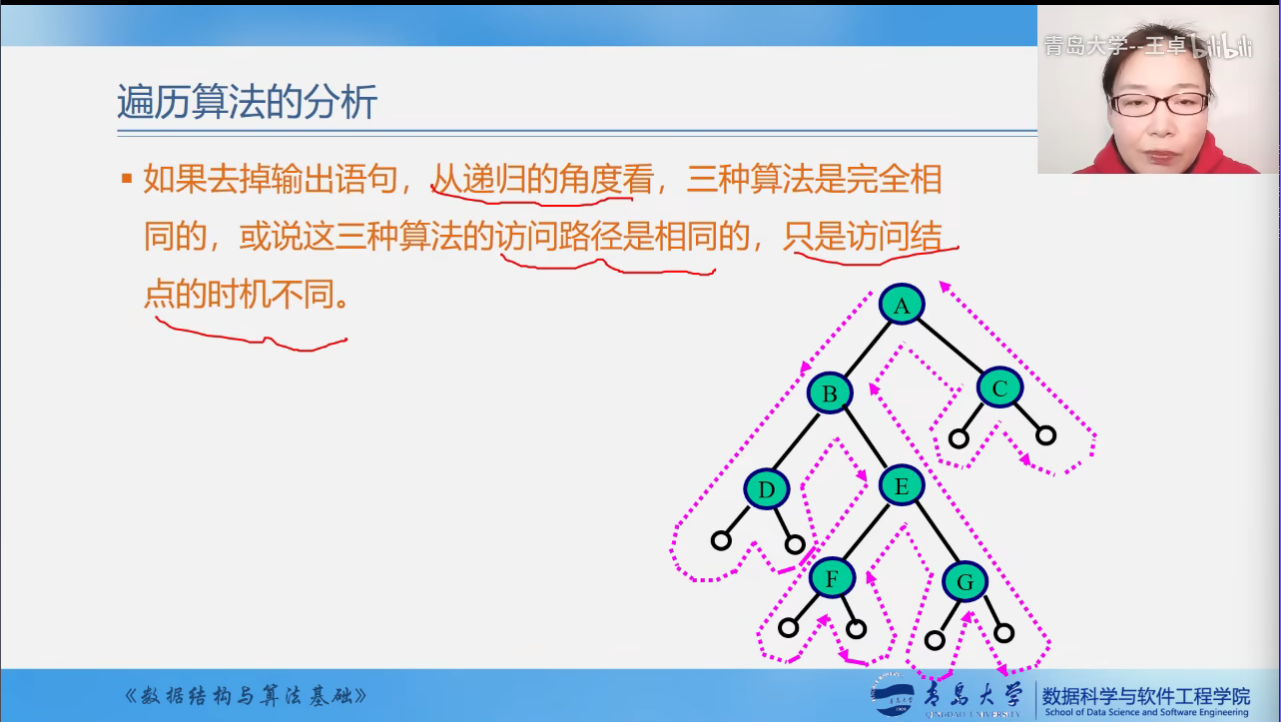 青岛大学--王卓 bilibili
遍历算法的分析
如果去掉输出语句，从递归的角度看，三种算法是完全相
同的，或说这三种算法的访问路径是相同的，只是访问结
点的时机不同。
A
B
C
D
E
F
G
《数据结构与算法基础》
青岛大学
QINGDAO UNIVERSITY
数据科学与软件工程学院
School of Data Science and Software Engineering